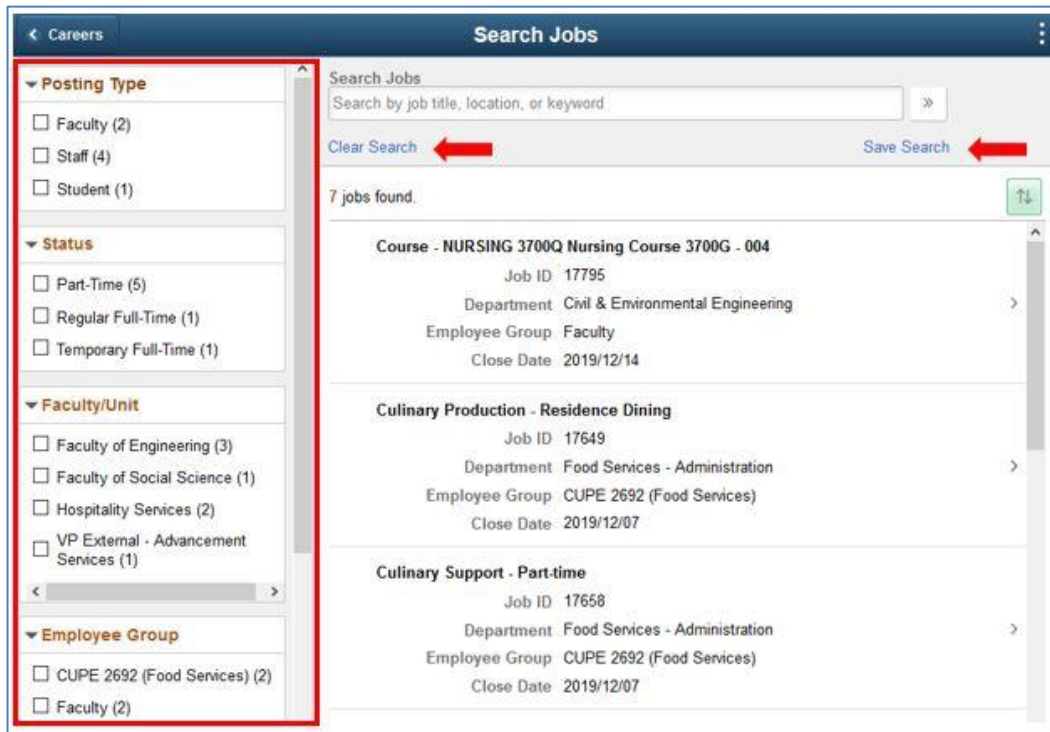 Careers
Search Jobs
Posting Type
Faculty (2)
Staff (4)
Student (1)
Status
Part-Time (5)
Regular Full-Time (1)
Temporary Full-Time (1)
Faculty/Unit
Faculty of Engineering (3)
Faculty of Social Science (1)
Hospitality Services (2)
VP External - Advancement
Services (1)
Employee Group
CUPE 2692 (Food Services) (2)
Faculty (2)
Search Jobs
Search by job title, location, or keyword
Clear Search
Save Search
7 jobs found.
Course - NURSING 3700Q Nursing Course 3700G - 004
Job ID 17795
Department Civil & Environmental Engineering
Employee Group Faculty
Close Date 2019/12/14
Culinary Production - Residence Dining
Job ID 17649
Department Food Services - Administration
Employee Group CUPE 2692 (Food Services)
Close Date 2019/12/07
Culinary Support - Part-time
Job ID 17658
Department Food Services - Administration
Employee Group CUPE 2692 (Food Services)
Close Date 2019/12/07